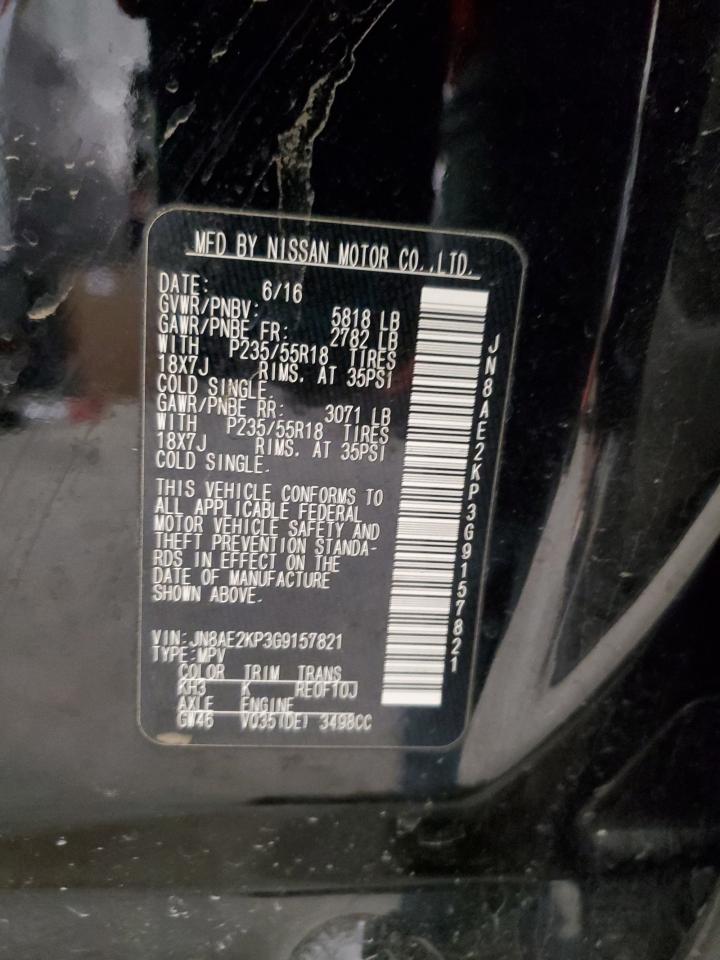 MFD BY NISSAN MOTOR CO.,LTD.
DATE: 6/16
GVWR/PNBV: 5818 LB
GAWR/PNBE FR: 2782 LB
WITH P235/55R18 TIRES
18X7J RIMS. AT 35PSI
COLD SINGLE.
GAWR/PNBE RR: 3071 LB
WITH P235/55R18 TIRES
18X7J RIMS. AT 35PSI
COLD SINGLE.
THIS VEHICLE CONFORMS TO
ALL APPLICABLE FEDERAL
MOTOR VEHICLE SAFETY AND
THEFT PREVENTION STANDA-
RDS IN EFFECT ON THE
DATE OF MANUFACTURE
SHOWN ABOVE.
VIN:JN8AE2KP3G9157821
TYPE:MPV
COLOR TRIM TRANS
KH3 K RE0F10J
AXLE ENGINE
GW46 VQ35(DE) 3498CC
JN8AE2KP3G9157821